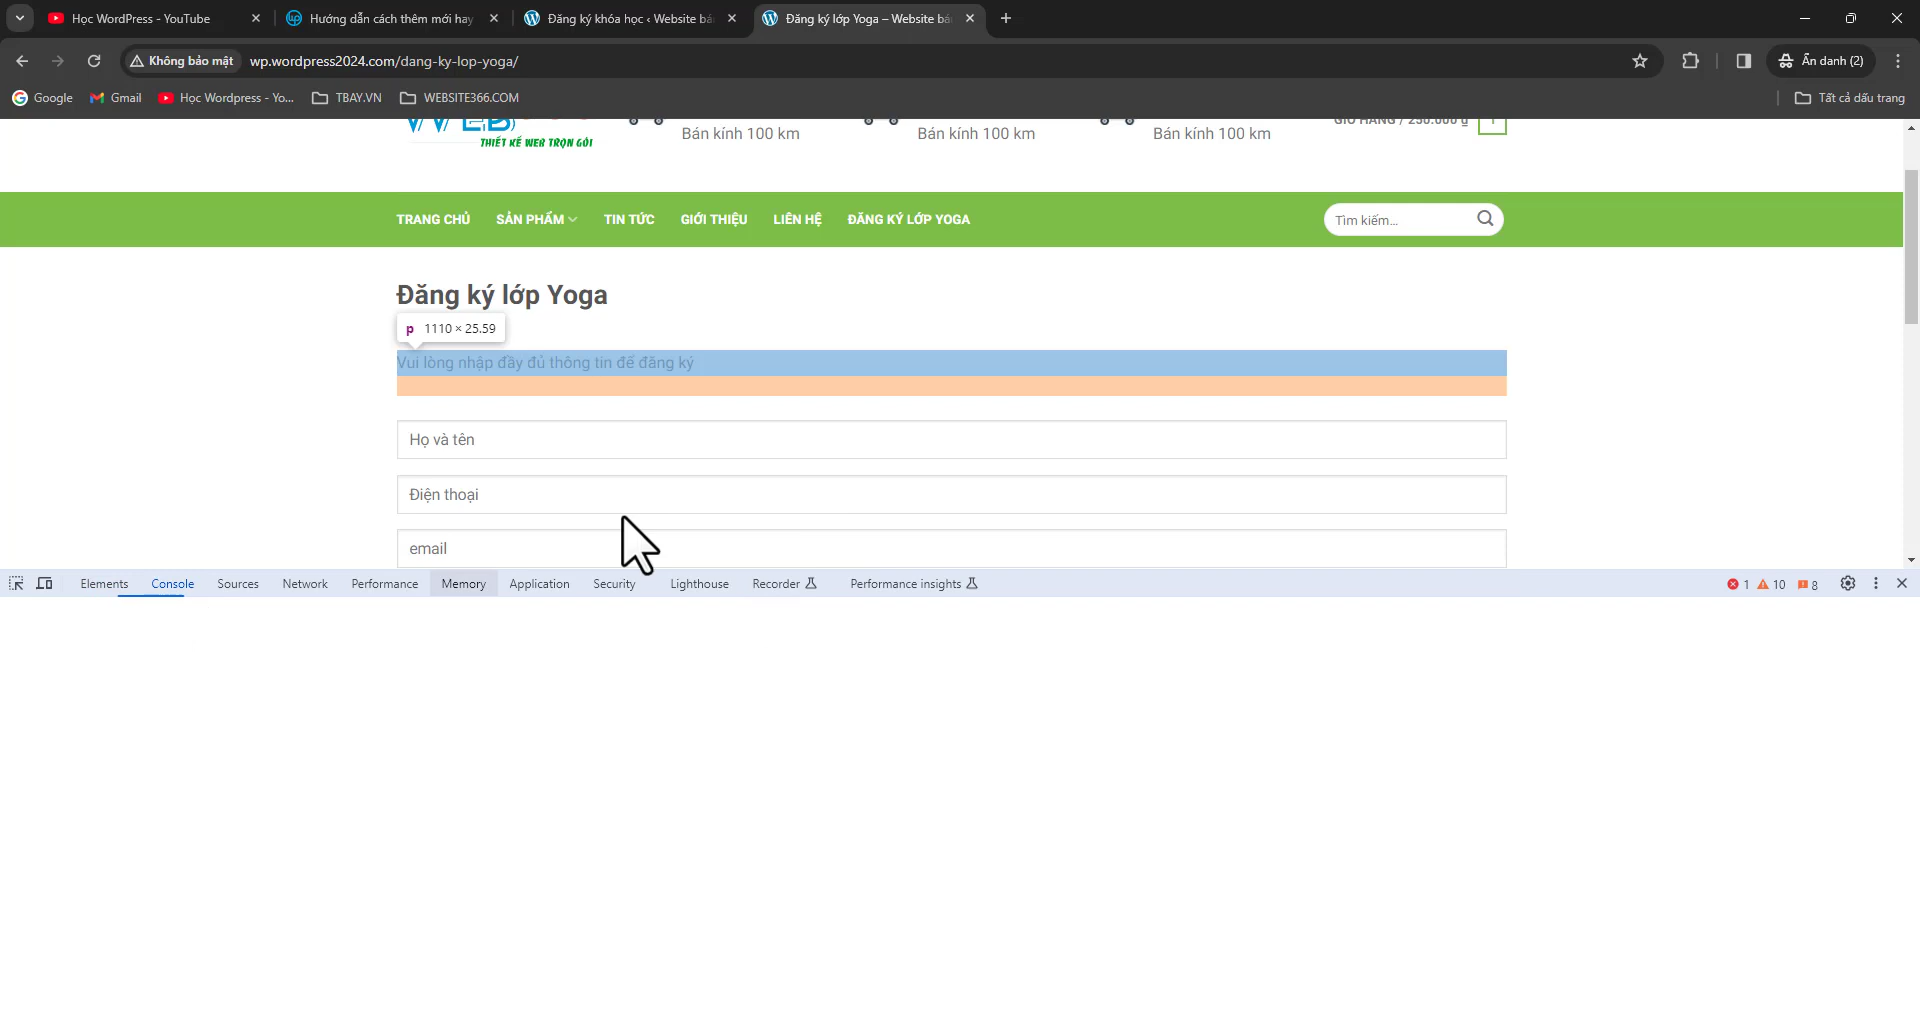 Học WordPress - YouTube
Hướng dẫn cách thêm mới hay
Đăng ký khóa học ‹ Website bá
Đăng ký lớp Yoga – Website bá
Không bảo mật
wp.wordpress2024.com/dang-ky-lop-yoga/
Ẩn danh (2)
Google
Gmail
Học Wordpress - Yo...
TBAY.VN
WEBSITE366.COM
Tất cả dấu trang
WEB
THIẾT KẾ WEB TRỌN GÓI
Bán kính 100 km
Bán kính 100 km
Bán kính 100 km
GIỎ HÀNG / 250.000 ₫
1
TRANG CHỦ
SẢN PHẨM
TIN TỨC
GIỚI THIỆU
LIÊN HỆ
ĐĂNG KÝ LỚP YOGA
Tìm kiếm...
Đăng ký lớp Yoga
p 1110 × 25.59
Vui lòng nhập đầy đủ thông tin để đăng ký
Họ và tên
Điện thoại
email
Elements
Console
Sources
Network
Performance
Memory
Application
Security
Lighthouse
Recorder
Performance insights
1
10
8